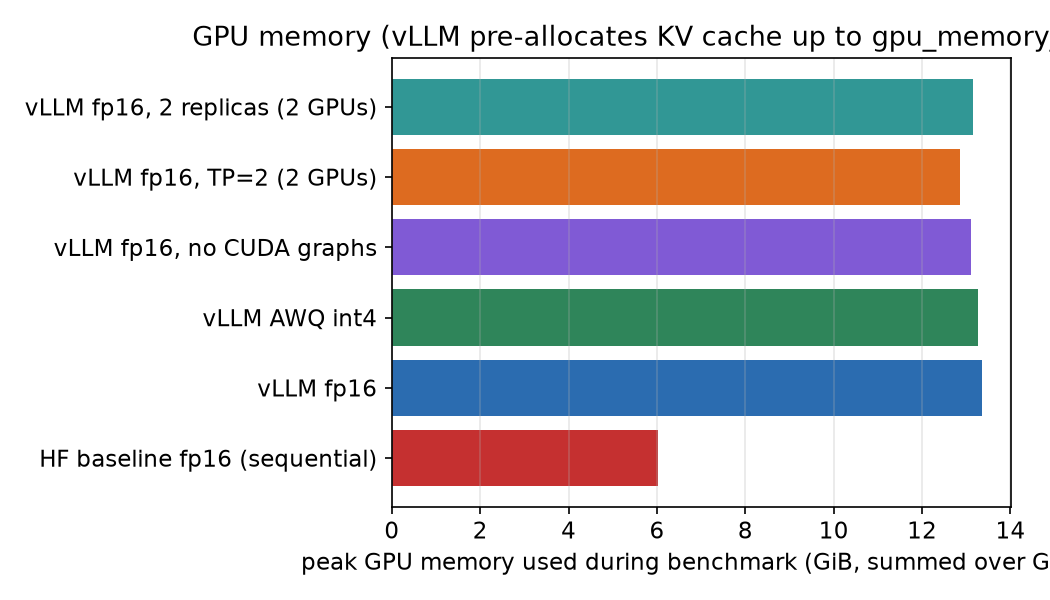 GPU memory (vLLM pre-allocates KV cache up to gpu_memory
vLLM fp16, 2 replicas (2 GPUs)
vLLM fp16, TP=2 (2 GPUs)
vLLM fp16, no CUDA graphs
vLLM AWQ int4
vLLM fp16
HF baseline fp16 (sequential)
0 2 4 6 8 10 12 14
peak GPU memory used during benchmark (GiB, summed over G